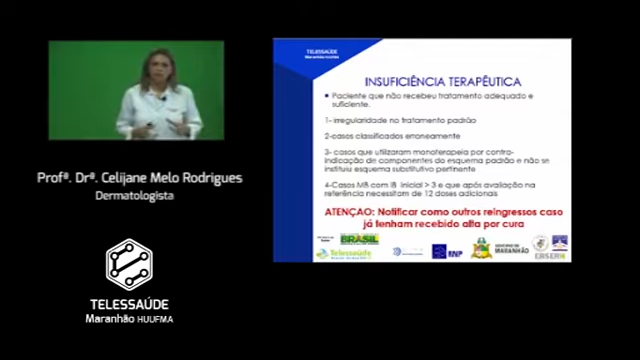 Profª. Drª. Celijane Melo Rodrigues
Dermatologista
TELESSAÚDE
Maranhão HUUFMA
TELESSAÚDE
INSUFICIÊNCIA TERAPÊUTICA
Paciente que não recebeu tratamento adequado e
suficiente.
1- irregularidade no tratamento padrão
2-casos classificados erroneamente
3- casos que utilizaram monoterapia por contra-
indicação de componentes do esquema padrão e não se
instituiu esquema substitutivo pertinente
4-Casos MB com IB inicial > 3 e que após avaliação na
referência necessitam de 12 doses adicionais
ATENÇAO: Notificar como outros reingressos caso
já tenham recebido alta por cura
BRASIL
Telessaúde
RNP
MARANHÃO
EBSERH